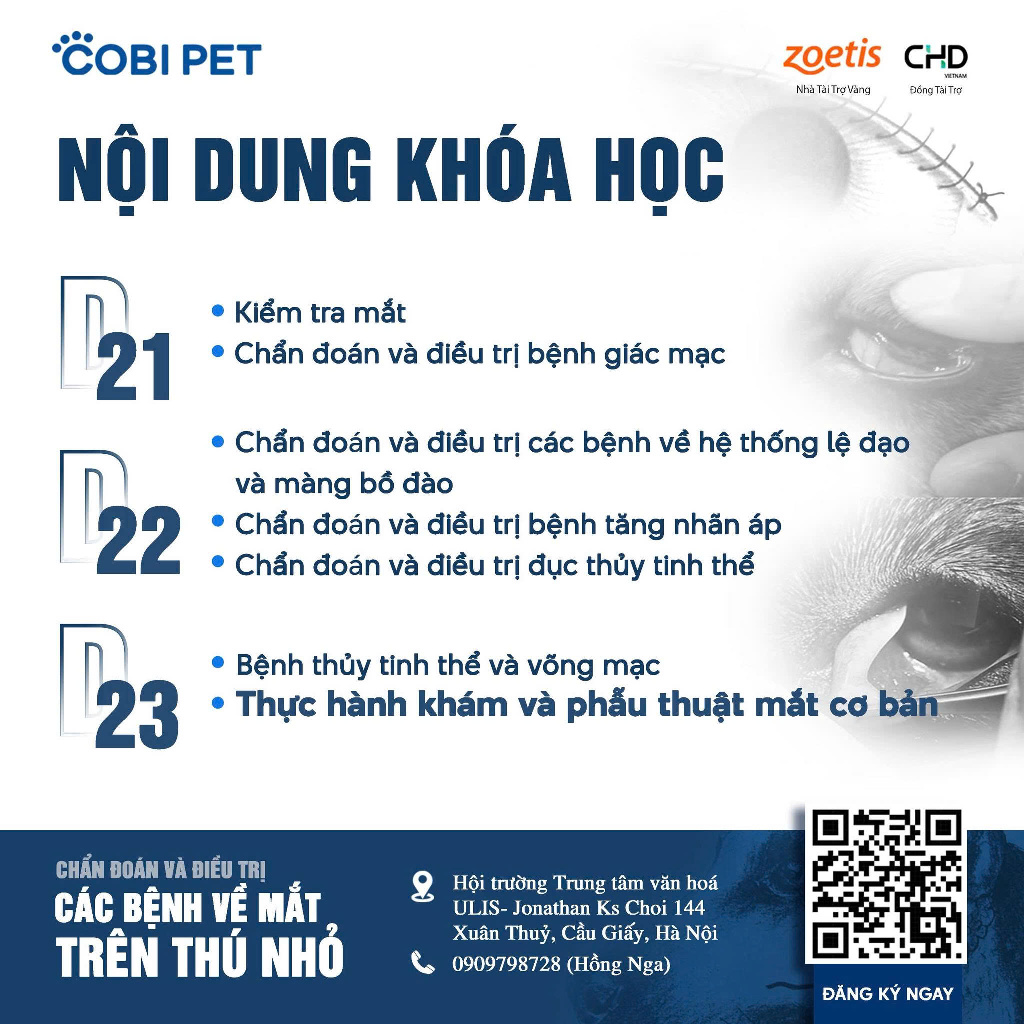 COBI PET
zoetis
Nhà Tài Trợ Vàng
CHD
VIETNAM
Đồng Tài Trợ
NỘI DUNG KHÓA HỌC
D21
• Kiểm tra mắt
• Chẩn đoán và điều trị bệnh giác mạc
D22
• Chẩn đoán và điều trị các bệnh về hệ thống lệ đạo
và màng bồ đào
• Chẩn đoán và điều trị bệnh tăng nhãn áp
• Chẩn đoán và điều trị đục thủy tinh thể
D23
• Bệnh thủy tinh thể và võng mạc
• Thực hành khám và phẫu thuật mắt cơ bản
CHẨN ĐOÁN VÀ ĐIỀU TRỊ
CÁC BỆNH VỀ MẮT
TRÊN THÚ NHỎ
Hội trường Trung tâm văn hoá
ULIS- Jonathan Ks Choi 144
Xuân Thuỷ, Cầu Giấy, Hà Nội
0909798728 (Hồng Nga)
ĐĂNG KÝ NGAY